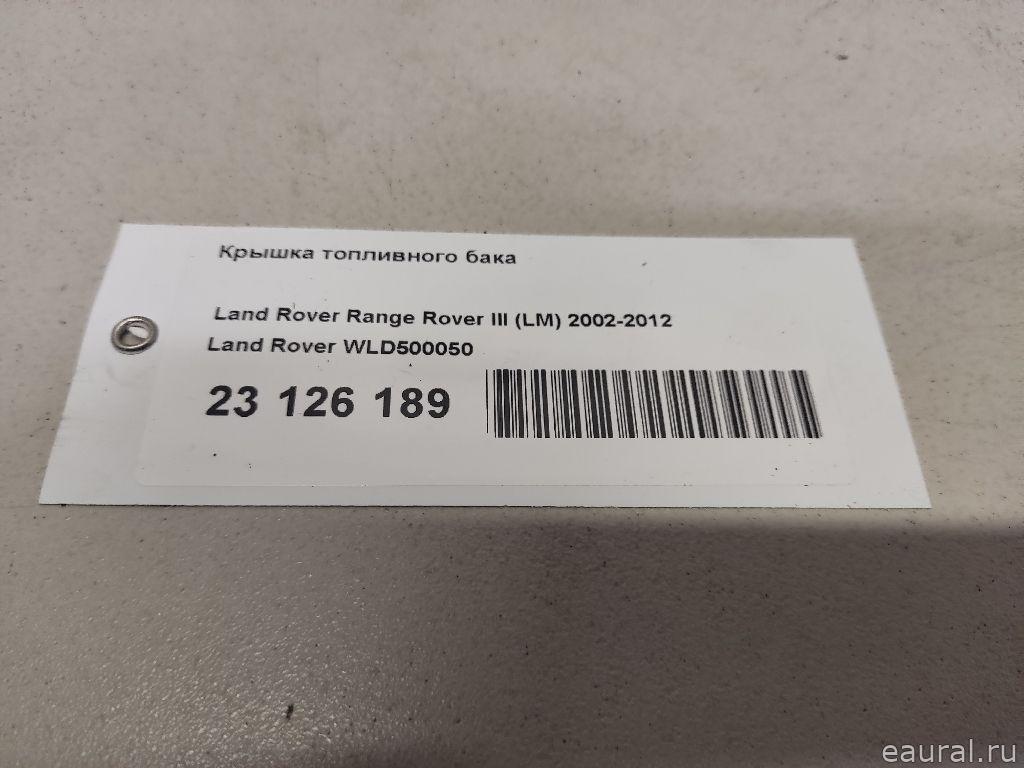 Крышка топливного бака
Land Rover Range Rover III (LM) 2002-2012
Land Rover WLD500050
23 126 189
eaural.ru